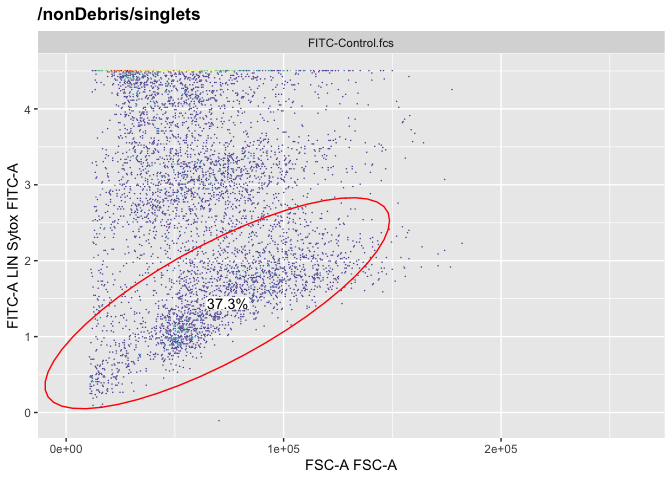 /nonDebris/singlets
FITC-Control.fcs
FITC-A LIN Sytox FITC-A
4
3
2
1
0
37.3%
0e+00
1e+05
2e+05
FSC-A FSC-A